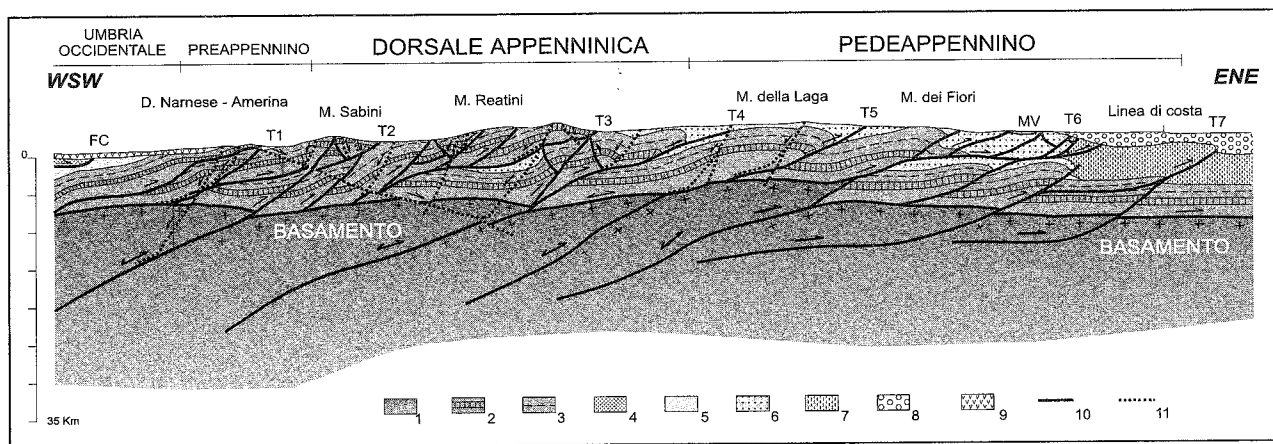 UMBRIA
OCCIDENTALE PREAPPENNINO DORSALE APPENNINICA PEDEAPPENNINO
WSW ENE
D. Narnese - Amerina M. Sabini M. Reatini M. della Laga M. dei Fiori Linea di costa
FC T1 T2 T3 T4 T5 MV T6 T7
0
BASAMENTO BASAMENTO
35 Km
1 2 3 4 5 6 7 8 9 10 11